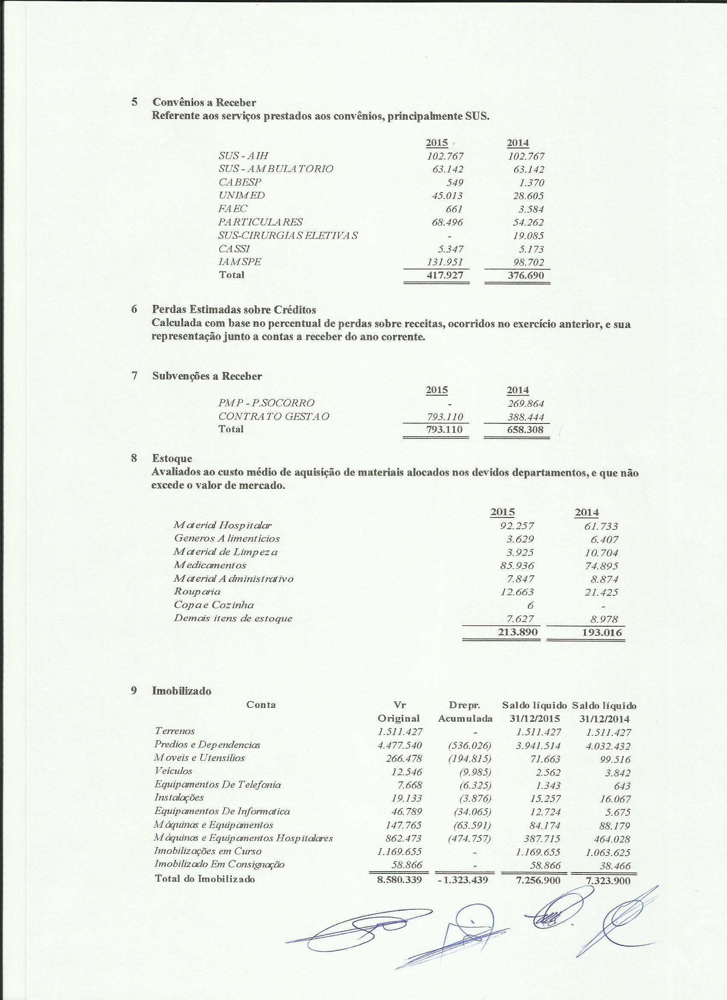 5 Convênios a Receber
Referente aos serviços prestados aos convênios, principalmente SUS.
2015 2014
SUS - AIH 102.767 102.767
SUS - AMBULATORIO 63.142 63.142
CABESP 549 1.370
UNIMED 45.013 28.605
FAEC 661 3.584
PARTICULARES 68.496 54.262
SUS-CIRURGIAS ELETIVAS - 19.085
CASSI 5.347 5.173
IAMSPE 131.951 98.702
Total 417.927 376.690
6 Perdas Estimadas sobre Créditos
Calculada com base no percentual de perdas sobre receitas, ocorridos no exercício anterior, e sua
representação junto a contas a receber do ano corrente.
7 Subvenções a Receber
2015 2014
PMP - P.SOCORRO - 269.864
CONTRATO GESTAO 793.110 388.444
Total 793.110 658.308
8 Estoque
Avaliados ao custo médio de aquisição de materiais alocados nos devidos departamentos, e que não
excede o valor de mercado.
2015 2014
Material Hospitalar 92.257 61.733
Generos Alimentícios 3.629 6.407
Material de Limpeza 3.925 10.704
Medicamentos 85.936 74.895
Material Administrativo 7.847 8.874
Rouparia 12.663 21.425
Copa e Cozinha 6 -
Demais itens de estoque 7.627 8.978
213.890 193.016
9 Imobilizado
Conta Vr Drepr. Saldo líquido Saldo líquido
Original Acumulada 31/12/2015 31/12/2014
Terrenos 1.511.427 - 1.511.427 1.511.427
Predios e Dependencias 4.477.540 (536.026) 3.941.514 4.032.432
Moveis e Utensilios 266.478 (194.815) 71.663 99.516
Veículos 12.546 (9.985) 2.562 3.842
Equipamentos De Telefonia 7.668 (6.325) 1.343 643
Instalações 19.133 (3.876) 15.257 16.067
Equipamentos De Informatica 46.789 (34.065) 12.724 5.675
Máquinas e Equipamentos 147.765 (63.591) 84.174 88.179
Máquinas e Equipamentos Hospitalares 862.473 (474.757) 387.715 464.028
Imobilizações em Curso 1.169.655 - 1.169.655 1.063.625
Imobilizado Em Consignação 58.866 - 58.866 38.466
Total do Imobilizado 8.580.339 -1.323.439 7.256.900 7.323.900